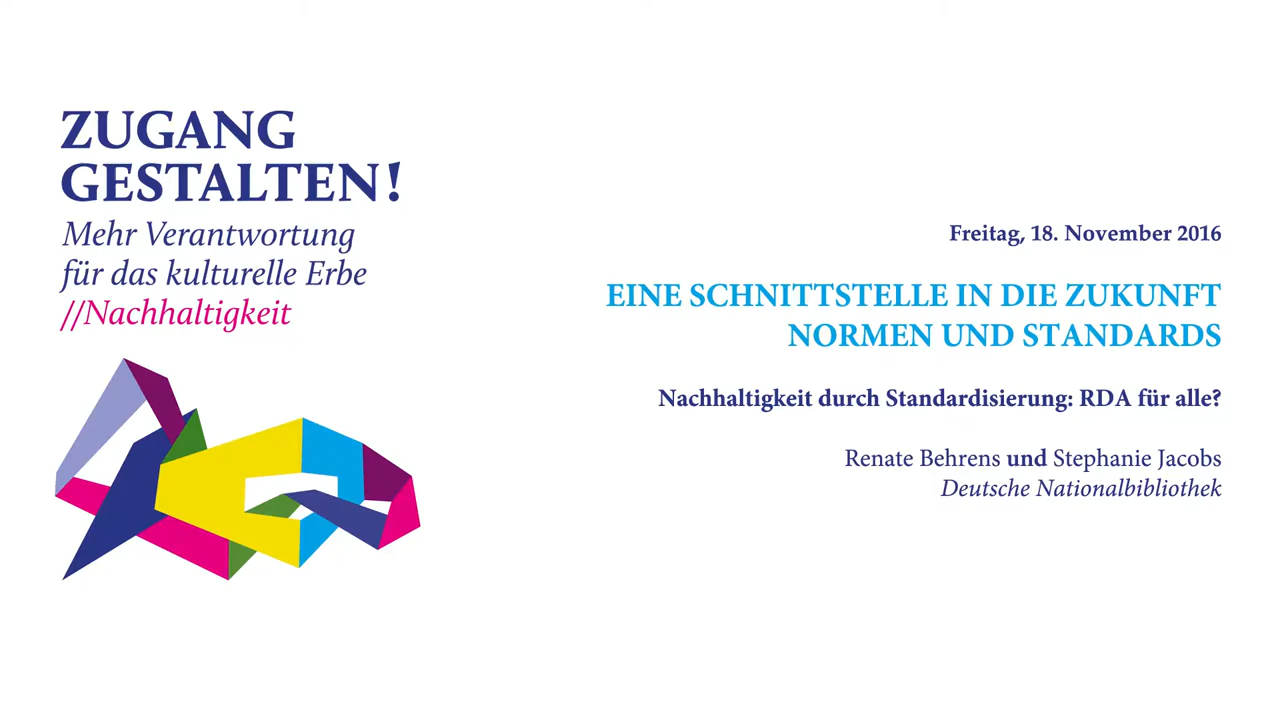 ZUGANG
GESTALTEN!
Mehr Verantwortung
für das kulturelle Erbe
//Nachhaltigkeit
Freitag, 18. November 2016
EINE SCHNITTSTELLE IN DIE ZUKUNFT
NORMEN UND STANDARDS
Nachhaltigkeit durch Standardisierung: RDA für alle?
Renate Behrens und Stephanie Jacobs
Deutsche Nationalbibliothek